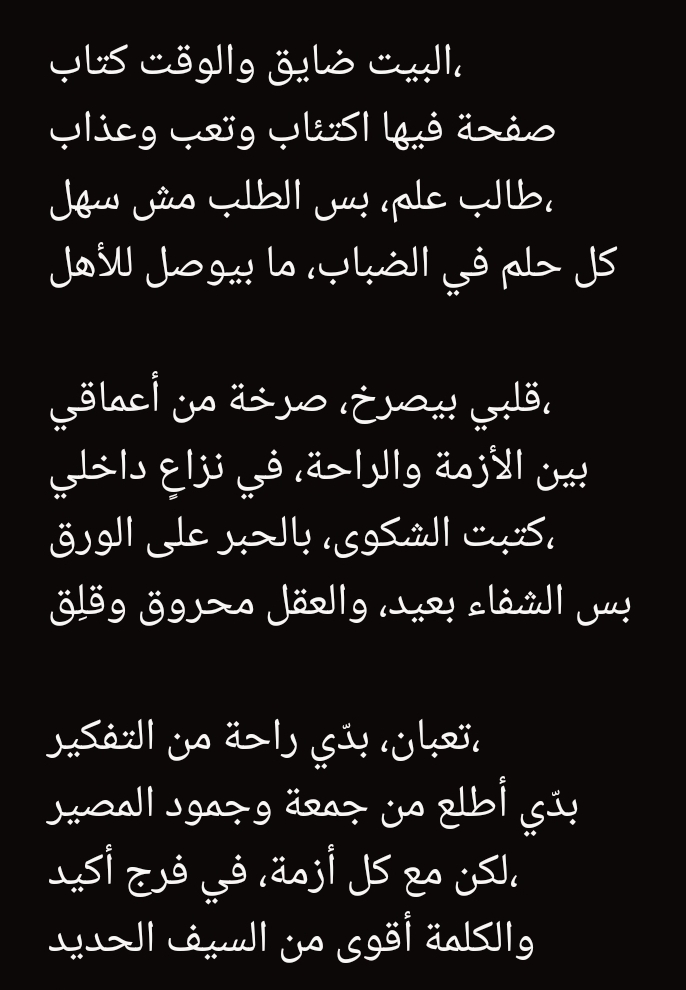 البيت ضايق والوقت كتاب،
صفحة فيها اكتئاب وتعب وعذاب
طالب علم، بس الطلب مش سهل،
كل حلم في الضباب، ما بيوصل للأهل
قلبي بيصرخ، صرخة من أعماقي،
بين الأزمة والراحة، في نزاعٍ داخلي
كتبت الشكوى، بالحبر على الورق،
بس الشفاء بعيد، والعقل محروق وقلِق
تعبان، بدّي راحة من التفكير،
بدّي أطلع من جمعة وجمود المصير
لكن مع كل أزمة، في فرج أكيد،
والكلمة أقوى من السيف الحديد